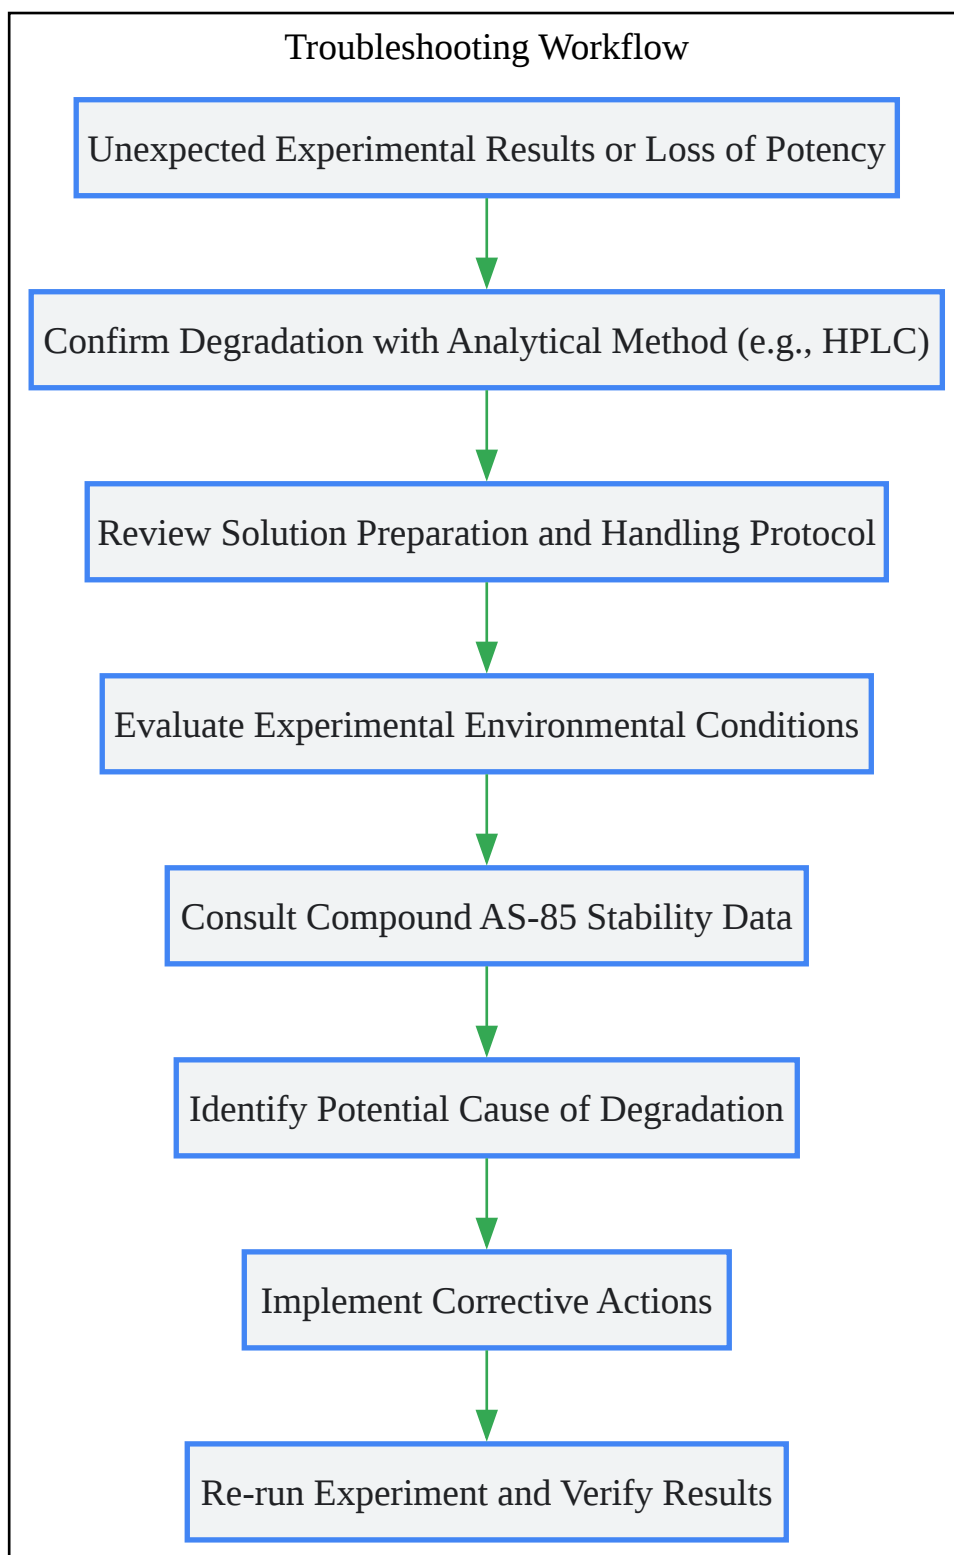 Troubleshooting Workflow
Unexpected Experimental Results or Loss of Potency
Confirm Degradation with Analytical Method (e.g., HPLC)
Review Solution Preparation and Handling Protocol
Evaluate Experimental Environmental Conditions
Consult Compound AS-85 Stability Data
Identify Potential Cause of Degradation
Implement Corrective Actions
Re-run Experiment and Verify Results